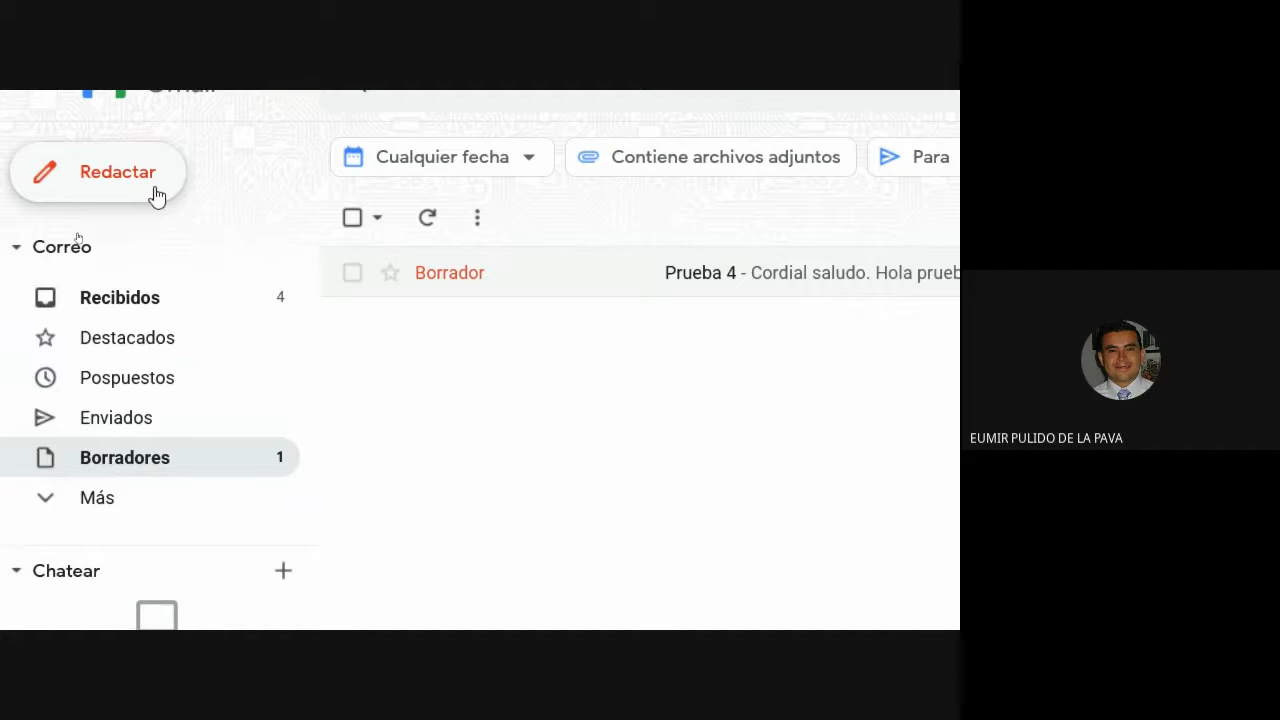 Redactar
Cualquier fecha
Contiene archivos adjuntos
Para
Correo
Borrador
Prueba 4 - Cordial saludo. Hola prueb
Recibidos 4
Destacados
Pospuestos
Enviados
Borradores 1
Más
Chatear
EUMIR PULIDO DE LA PAVA